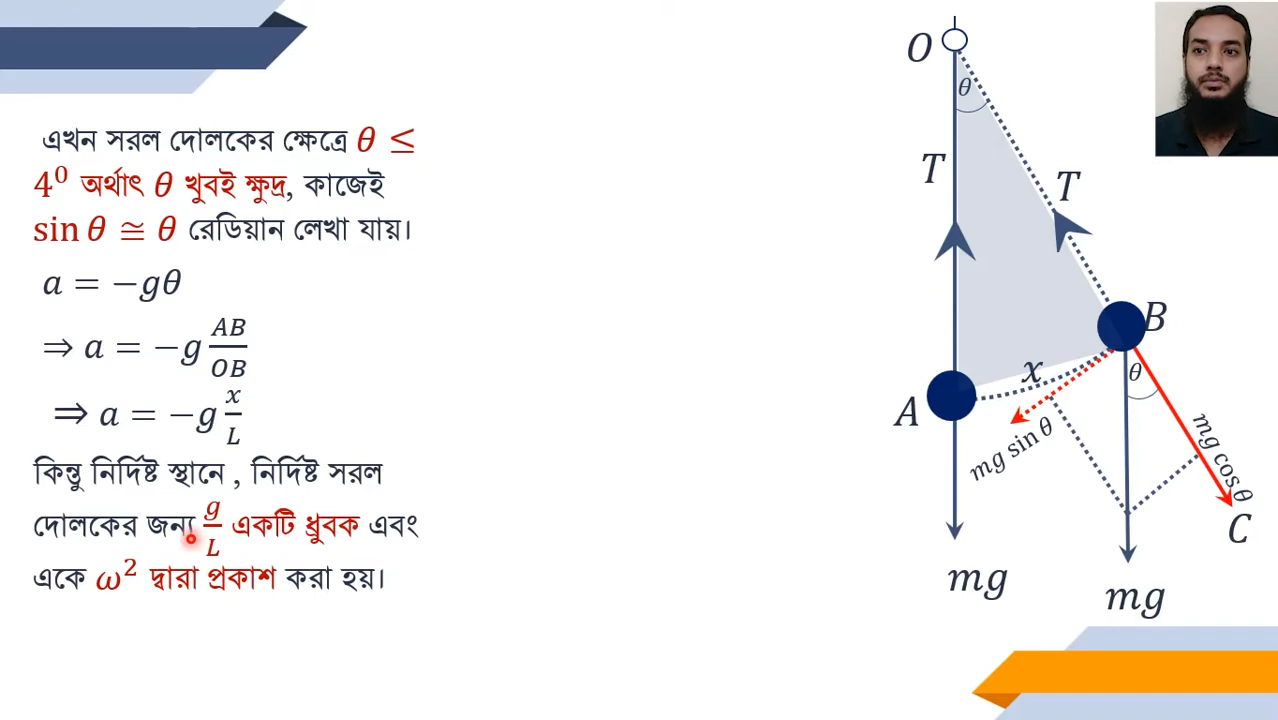 এখন সরল দোলকের ক্ষেত্রে θ ≤
4⁰ অর্থাৎ θ খুবই ক্ষুদ্র, কাজেই
sin θ ≅ θ রেডিয়ান লেখা যায়।
a = −gθ
⇒ a = −g AB/OB
⇒ a = −g x/L
কিন্তু নির্দিষ্ট স্থানে , নির্দিষ্ট সরল
দোলকের জন্য g/L একটি ধ্রুবক এবং
একে ω² দ্বারা প্রকাশ করা হয়।
O
θ
T
T
B
x
θ
A
mg sin θ
mg cos θ
C
mg
mg